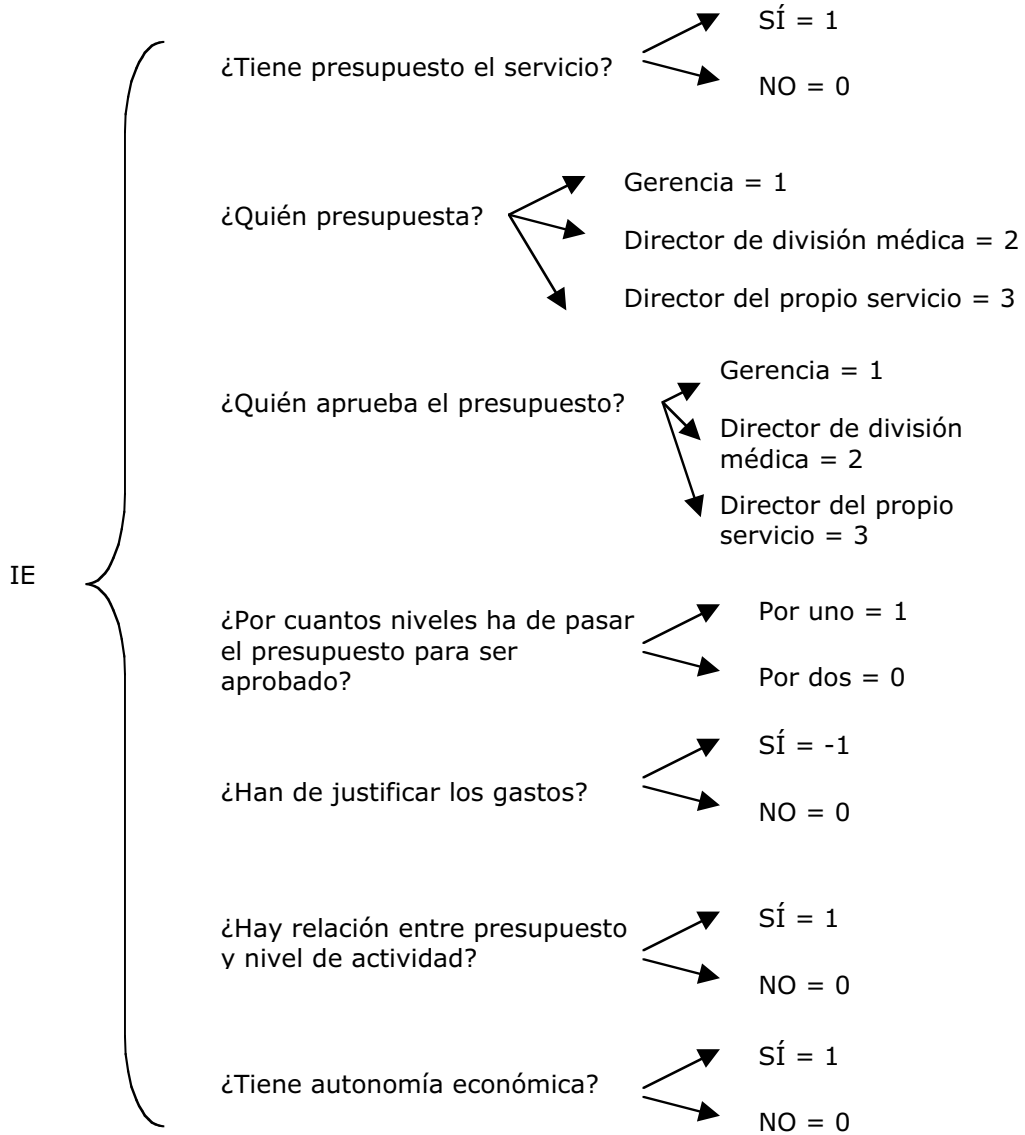 ¿Tiene presupuesto el servicio?
SÍ = 1
NO = 0
¿Quién presupuesta?
Gerencia = 1
Director de división médica = 2
Director del propio servicio = 3
¿Quién aprueba el presupuesto?
Gerencia = 1
Director de división
médica = 2
Director del propio
servicio = 3
IE
¿Por cuantos niveles ha de pasar
el presupuesto para ser
aprobado?
Por uno = 1
Por dos = 0
¿Han de justificar los gastos?
SÍ = -1
NO = 0
¿Hay relación entre presupuesto
y nivel de actividad?
SÍ = 1
NO = 0
¿Tiene autonomía económica?
SÍ = 1
NO = 0